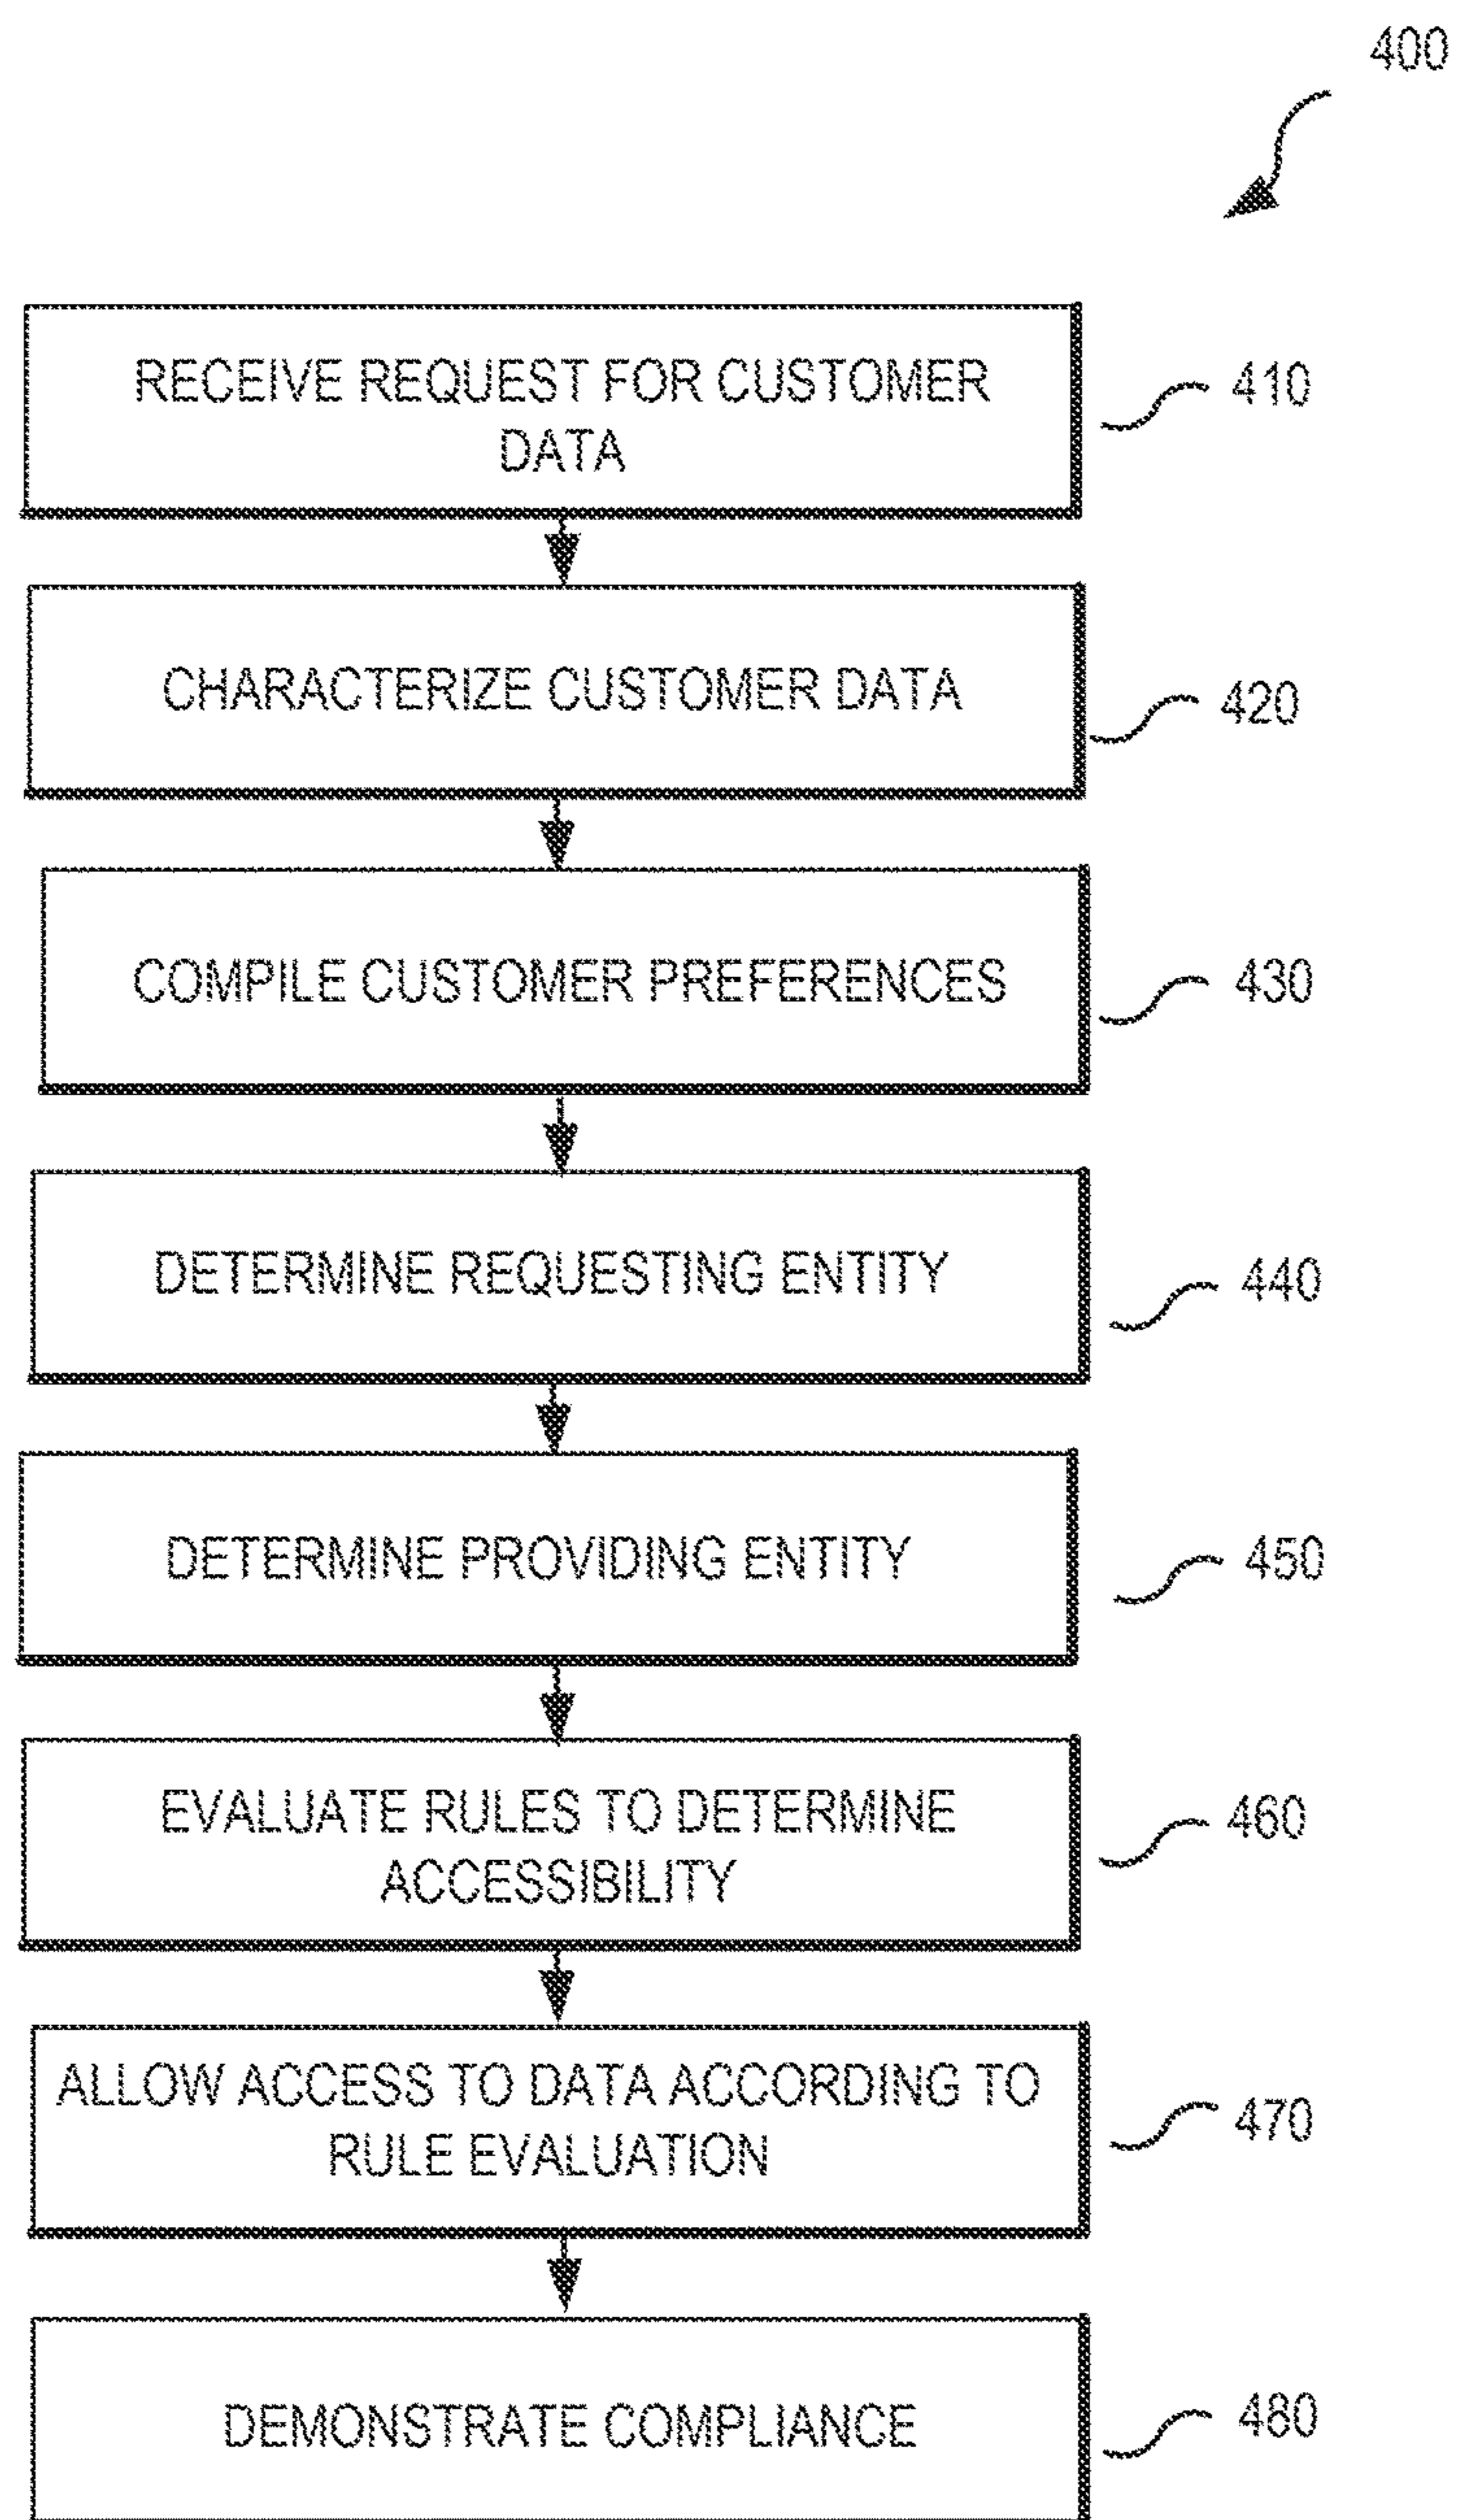 400
RECEIVE REQUEST FOR CUSTOMER
DATA
410
CHARACTERIZE CUSTOMER DATA
420
COMPILE CUSTOMER PREFERENCES
430
DETERMINE REQUESTING ENTITY
440
DETERMINE PROVIDING ENTITY
450
EVALUATE RULES TO DETERMINE
ACCESSIBILITY
460
ALLOW ACCESS TO DATA ACCORDING TO
RULE EVALUATION
470
DEMONSTRATE COMPLIANCE
480